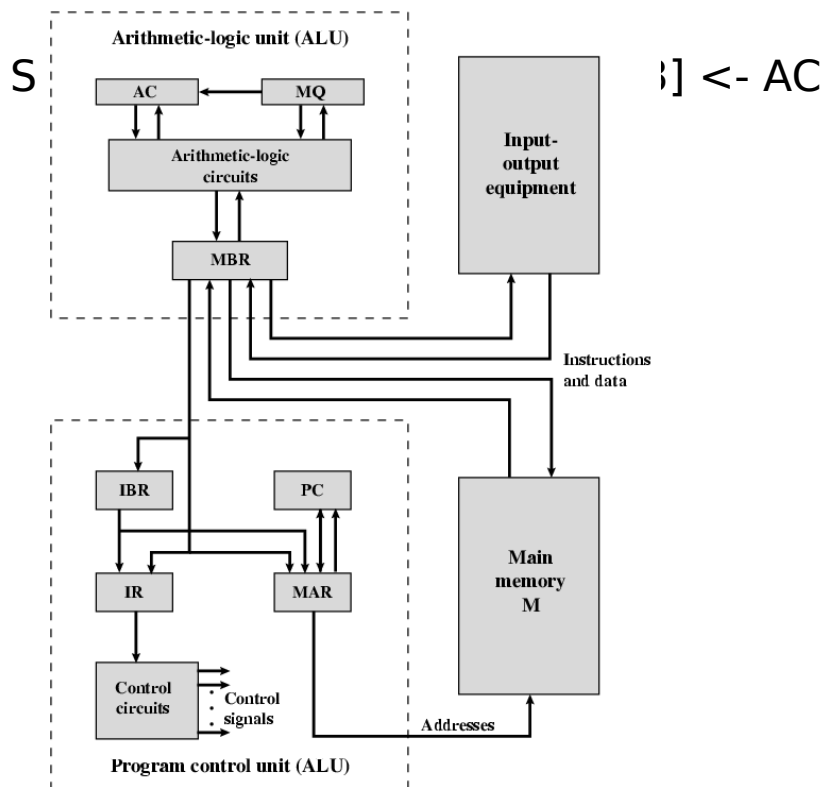 Arithmetic-logic unit (ALU)
S
] <- AC
AC
MQ
Input-
output
equipment
Arithmetic-logic
circuits
MBR
Instructions
and data
IBR
PC
Main
memory
M
IR
MAR
Control
circuits
Control
signals
Addresses
Program control unit (ALU)